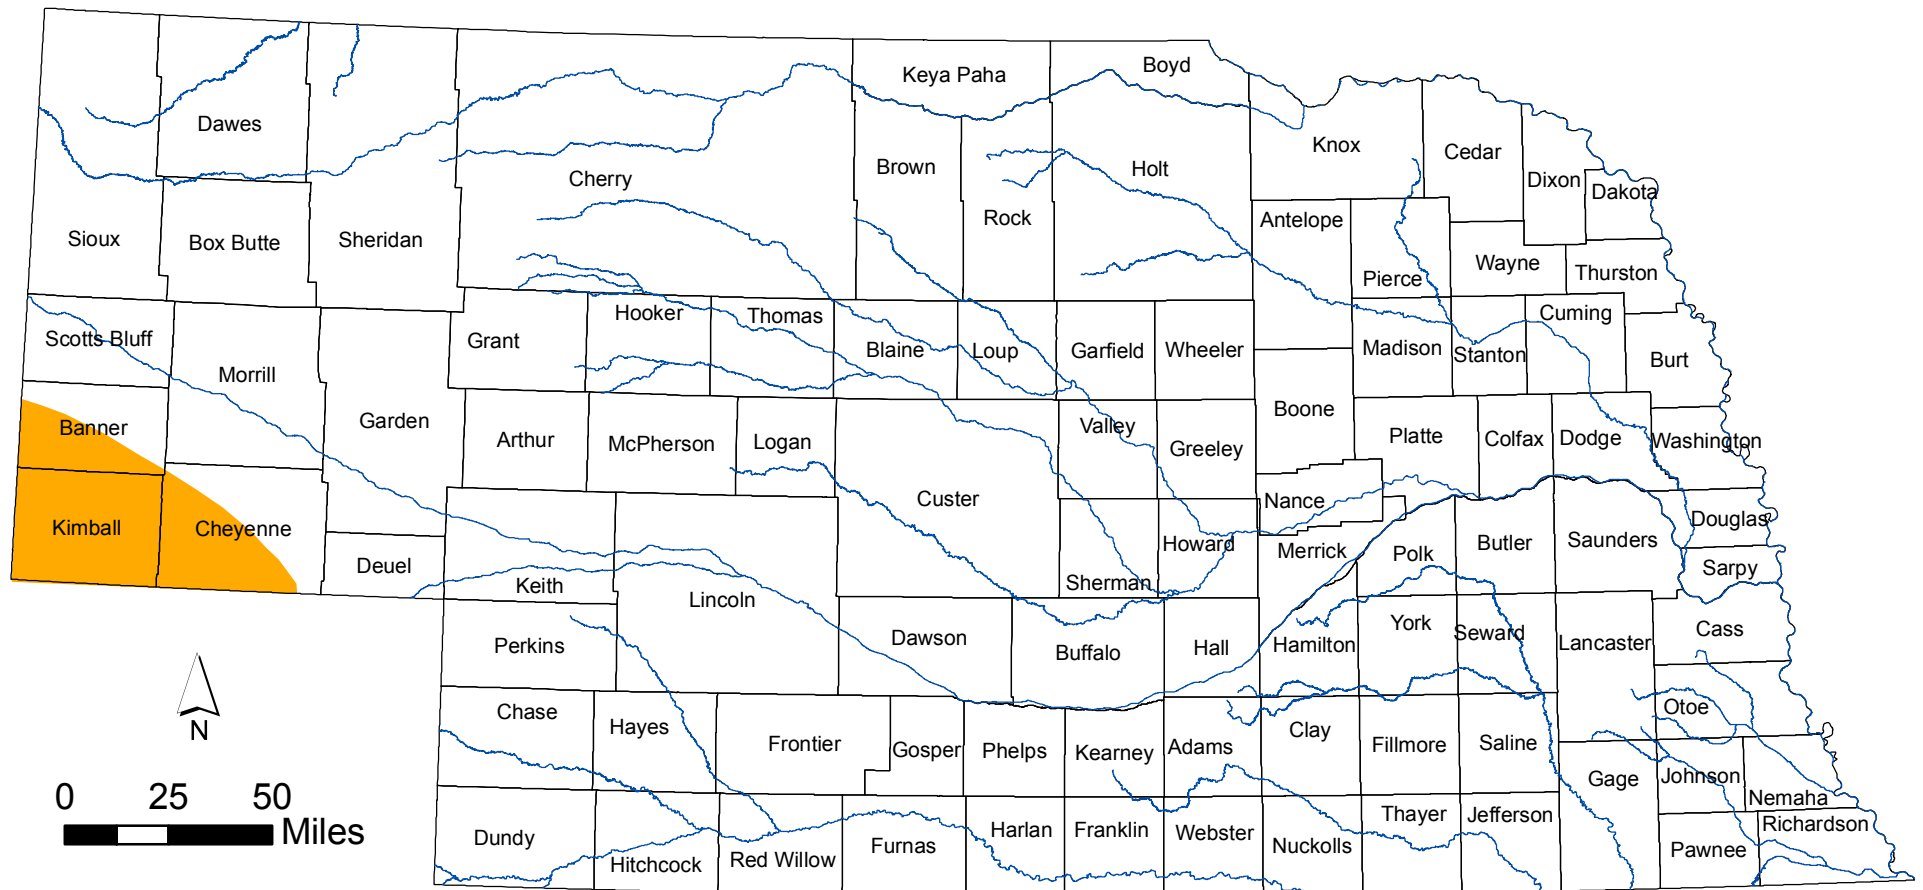 Keya Paha
Boyd
Dawes
Knox
Cedar
Brown
Holt
Cherry
Dixon
Dakota
Rock
Antelope
Sioux
Box Butte
Sheridan
Wayne
Pierce
Thurston
Hooker
Thomas
Cuming
Scotts Bluff
Grant
Blaine
Loup
Garfield
Wheeler
Madison
Stanton
Burt
Morrill
Boone
Garden
Banner
Arthur
McPherson
Logan
Valley
Greeley
Platte
Colfax
Dodge
Washington
Custer
Nance
Kimball
Cheyenne
Douglas
Howard
Merrick
Polk
Butler
Saunders
Deuel
Keith
Sherman
Sarpy
Lincoln
Perkins
Dawson
Buffalo
Hall
Hamilton
York
Seward
Lancaster
Cass
Chase
Hayes
Frontier
Gosper
Phelps
Kearney
Adams
Clay
Fillmore
Saline
Otoe
N
Gage
Johnson
Nemaha
0 25 50
Miles
Dundy
Hitchcock
Red Willow
Furnas
Harlan
Franklin
Webster
Nuckolls
Thayer
Jefferson
Pawnee
Richardson